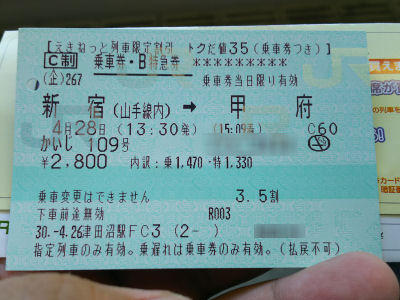 【えきねっと列車限定割引 トクだ値35(乗車券つき)】
C制 乗車券・B特急券 *********
(企)267 乗車券当日限り有効
新宿(山手線内) → 甲府
4月28日 (13:30発) (15:09着) C60
かいじ 109号
¥2,800 内訳:乗1,470・特1,330
乗車変更はできません 3.5割
下車前途無効 R003
30.-4.26津田沼駅FC3 (2- )
指定列車のみ有効。乗遅れは乗車券のみ有効。(払戻不可)